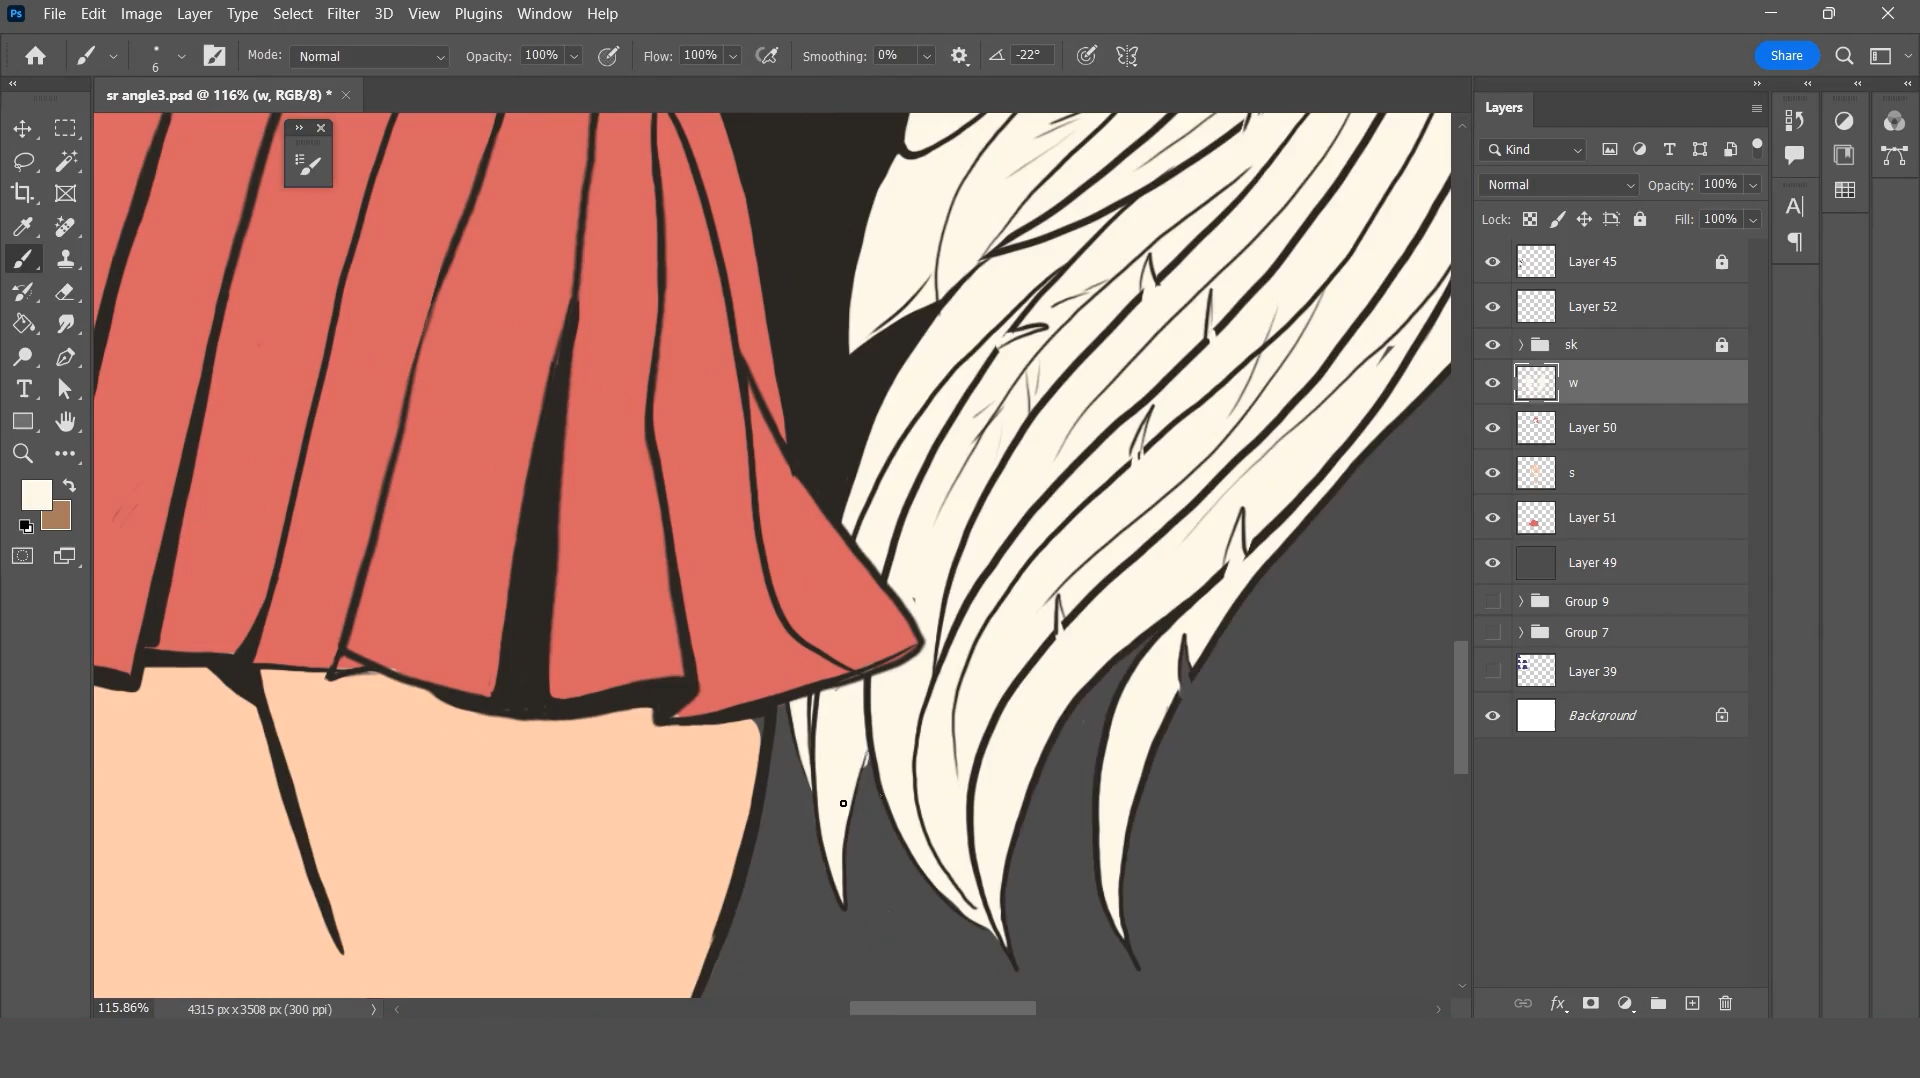 Ps File Edit Image Layer Type Select Filter 3D View Plugins Window Help
6 Mode: Normal Opacity: 100% Flow: 100% Smoothing: 0% -22° Share
sr angle3.psd @ 116% (w, RGB/8) *
Layers
Kind
Normal Opacity: 100%
Lock: Fill: 100%
Layer 45
Layer 52
sk
w
Layer 50
s
Layer 51
Layer 49
Group 9
Group 7
Layer 39
Background
115.86% 4315 px x 3508 px (300 ppi)